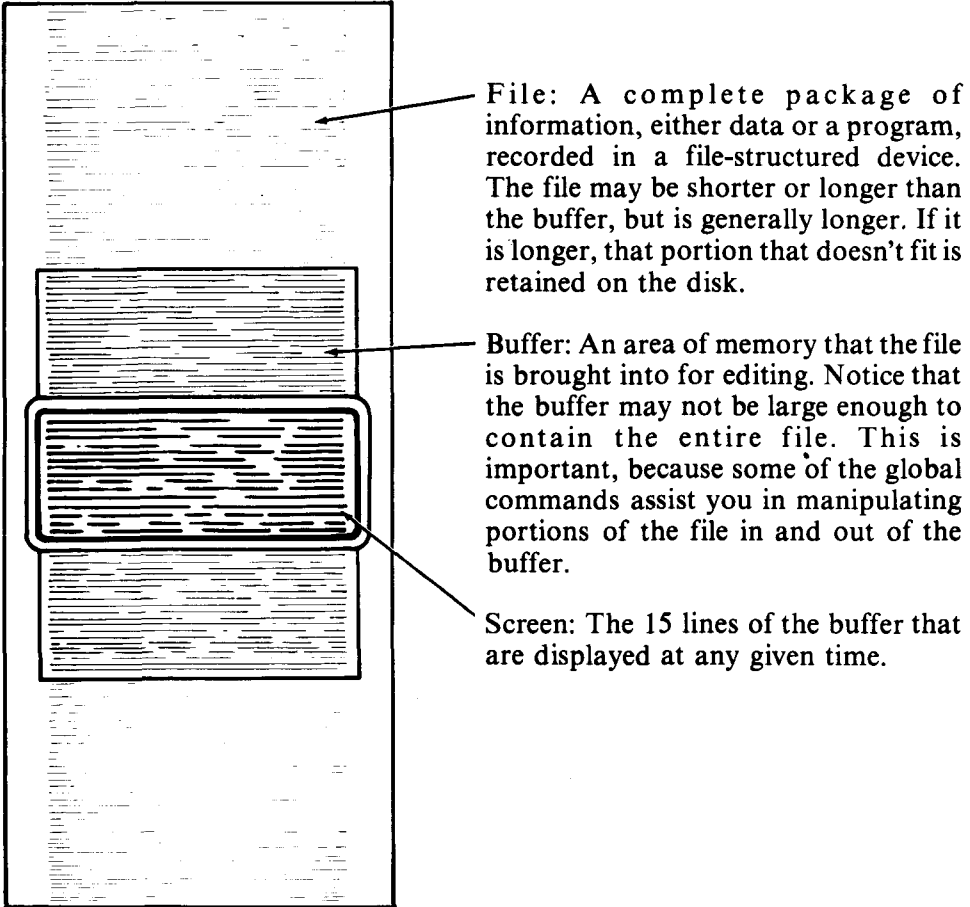 File: A complete package of
information, either data or a program,
recorded in a file-structured device.
The file may be shorter or longer than
the buffer, but is generally longer. If it
is longer, that portion that doesn't fit is
retained on the disk.
Buffer: An area of memory that the file
is brought into for editing. Notice that
the buffer may not be large enough to
contain the entire file. This is
important, because some of the global
commands assist you in manipulating
portions of the file in and out of the
buffer.
Screen: The 15 lines of the buffer that
are displayed at any given time.